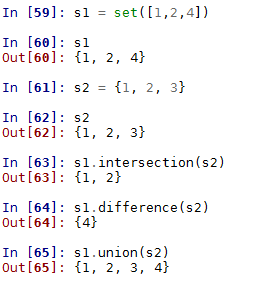 In [59]: s1 = set([1,2,4])
In [60]: s1
Out[60]: {1, 2, 4}
In [61]: s2 = {1, 2, 3}
In [62]: s2
Out[62]: {1, 2, 3}
In [63]: s1.intersection(s2)
Out[63]: {1, 2}
In [64]: s1.difference(s2)
Out[64]: {4}
In [65]: s1.union(s2)
Out[65]: {1, 2, 3, 4}